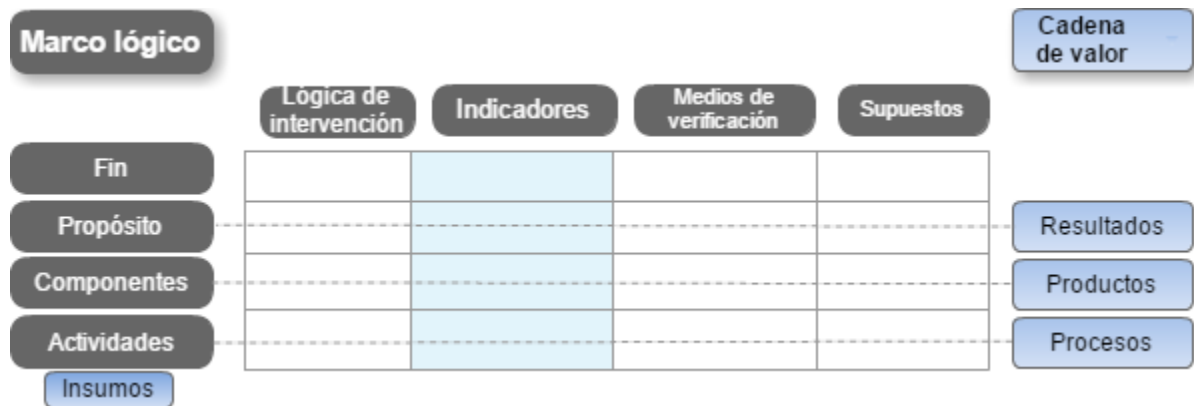 Marco lógico
Cadena
de valor
Lógica de
intervención
Indicadores
Medios de
verificación
Supuestos
Fin
Propósito
Resultados
Componentes
Productos
Actividades
Procesos
Insumos